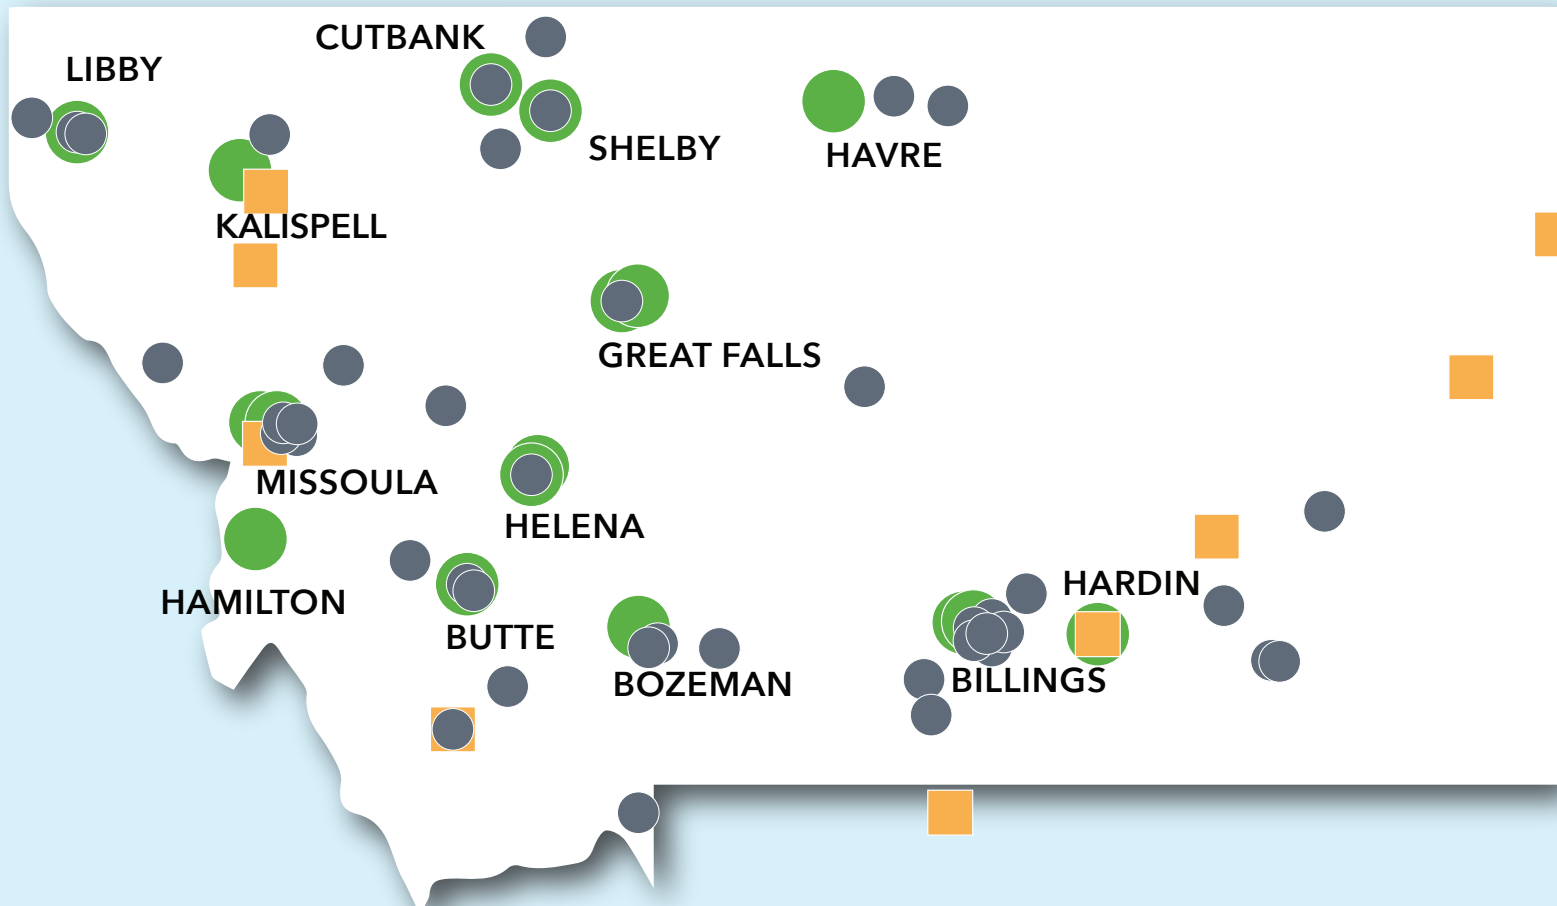 CUTBANK
LIBBY
SHELBY
HAVRE
KALISPELL
GREAT FALLS
MISSOULA
HELENA
HARDIN
HAMILTON
BUTTE
BOZEMAN
BILLINGS